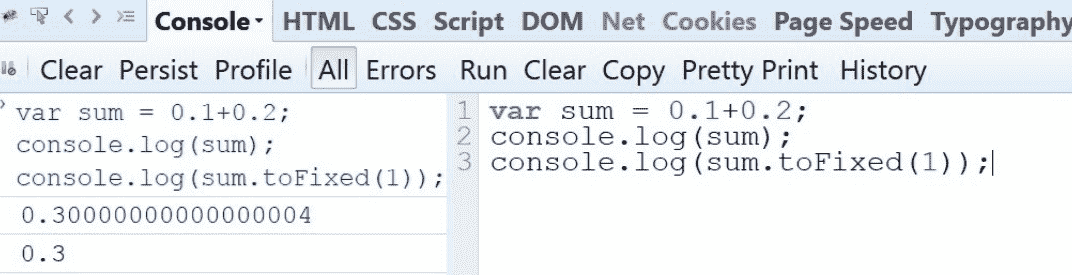 Console HTML CSS Script DOM Net Cookies Page Speed Typography
Clear Persist Profile All Errors Run Clear Copy Pretty Print History
var sum = 0.1+0.2;
console.log(sum);
console.log(sum.toFixed(1));
0.30000000000000004
0.3
1 var sum = 0.1+0.2;
2 console.log(sum);
3 console.log(sum.toFixed(1));